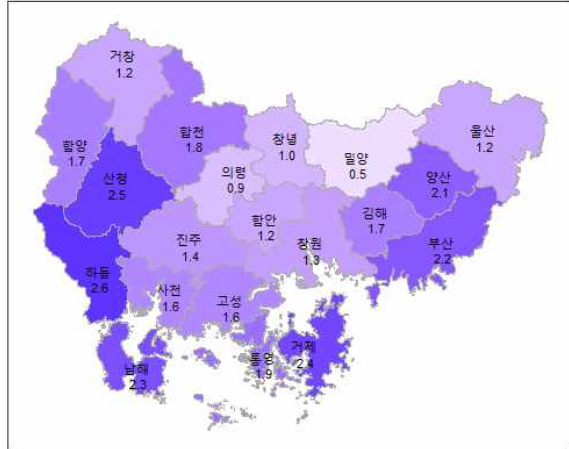 거창
1.2
함양
1.7
합천
1.8
창녕
1.0
밀양
0.5
울산
1.2
산청
2.5
의령
0.9
양산
2.1
함안
1.2
김해
1.7
진주
1.4
창원
1.3
부산
2.2
하동
2.6
사천
1.6
고성
1.6
거제
2.4
통영
1.9
남해
2.3